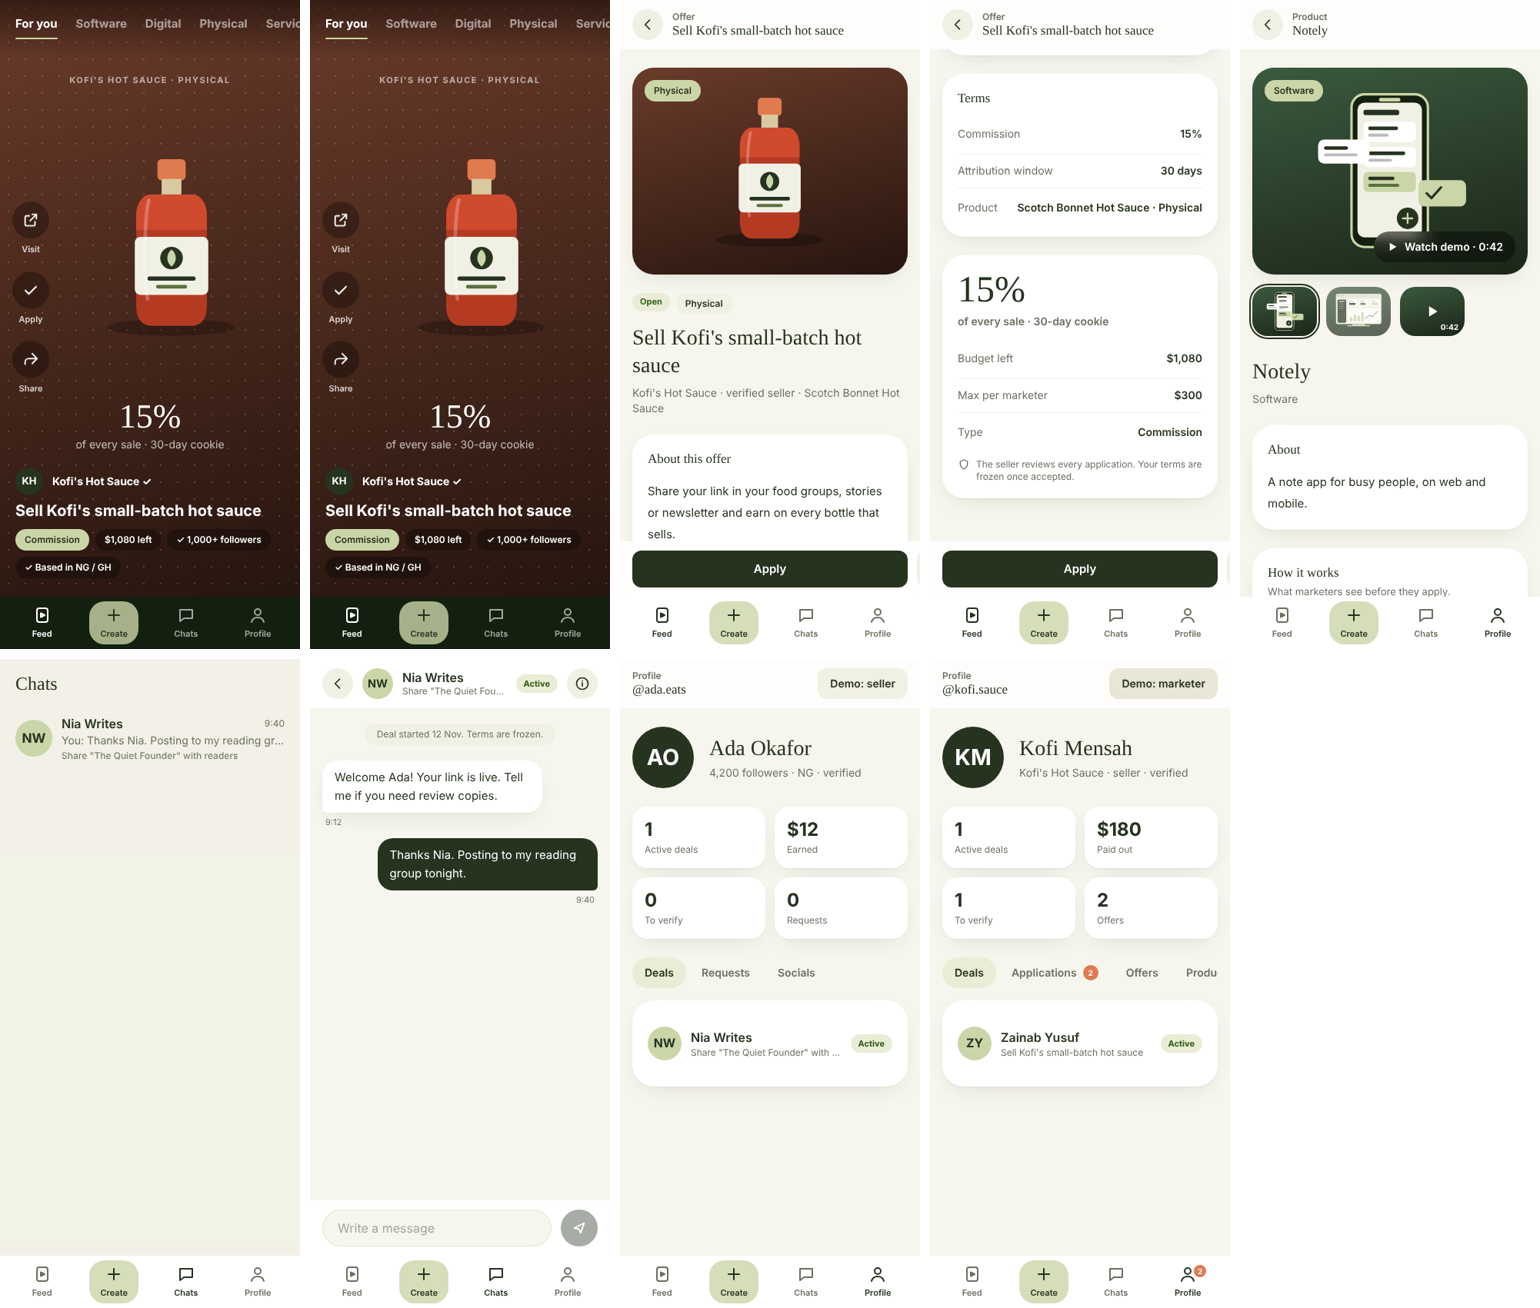 For you Software Digital Physical Servic
KOFI'S HOT SAUCE · PHYSICAL
Visit
Apply
Share
15%
of every sale · 30-day cookie
KH Kofi's Hot Sauce ✓
Sell Kofi's small-batch hot sauce
Commission $1,080 left ✓ 1,000+ followers
✓ Based in NG / GH
Feed Create Chats Profile
For you Software Digital Physical Servic
KOFI'S HOT SAUCE · PHYSICAL
Visit
Apply
Share
15%
of every sale · 30-day cookie
KH Kofi's Hot Sauce ✓
Sell Kofi's small-batch hot sauce
Commission $1,080 left ✓ 1,000+ followers
✓ Based in NG / GH
Feed Create Chats Profile
Offer
Sell Kofi's small-batch hot sauce
Physical
Open Physical
Sell Kofi's small-batch hot
sauce
Kofi's Hot Sauce · verified seller · Scotch Bonnet Hot
Sauce
About this offer
Share your link in your food groups, stories
or newsletter and earn on every bottle that
sells.
Apply
Feed Create Chats Profile
Offer
Sell Kofi's small-batch hot sauce
Terms
Commission 15%
Attribution window 30 days
Product Scotch Bonnet Hot Sauce · Physical
15%
of every sale · 30-day cookie
Budget left $1,080
Max per marketer $300
Type Commission
The seller reviews every application. Your terms are
frozen once accepted.
Apply
Feed Create Chats Profile
Product
Notely
Software
Watch demo · 0:42
0:42
Notely
Software
About
A note app for busy people, on web and
mobile.
How it works
What marketers see before they apply.
Feed Create Chats Profile
Chats
NW Nia Writes 9:40
You: Thanks Nia. Posting to my reading gr...
Share "The Quiet Founder" with readers
Feed Create Chats Profile
NW Nia Writes Active
Share "The Quiet Fou...
Deal started 12 Nov. Terms are frozen.
Welcome Ada! Your link is live. Tell
me if you need review copies.
9:12
Thanks Nia. Posting to my reading
group tonight.
9:40
Write a message
Feed Create Chats Profile
Profile
@ada.eats
Demo: seller
AO Ada Okafor
4,200 followers · NG · verified
1 $12
Active deals Earned
0 0
To verify Requests
Deals Requests Socials
NW Nia Writes Active
Share "The Quiet Founder" with ...
Feed Create Chats Profile
Profile
@kofi.sauce
Demo: marketer
KM Kofi Mensah
Kofi's Hot Sauce · seller · verified
1 $180
Active deals Paid out
1 2
To verify Offers
Deals Applications 2 Offers Produ
ZY Zainab Yusuf Active
Sell Kofi's small-batch hot sauce
2
Feed Create Chats Profile